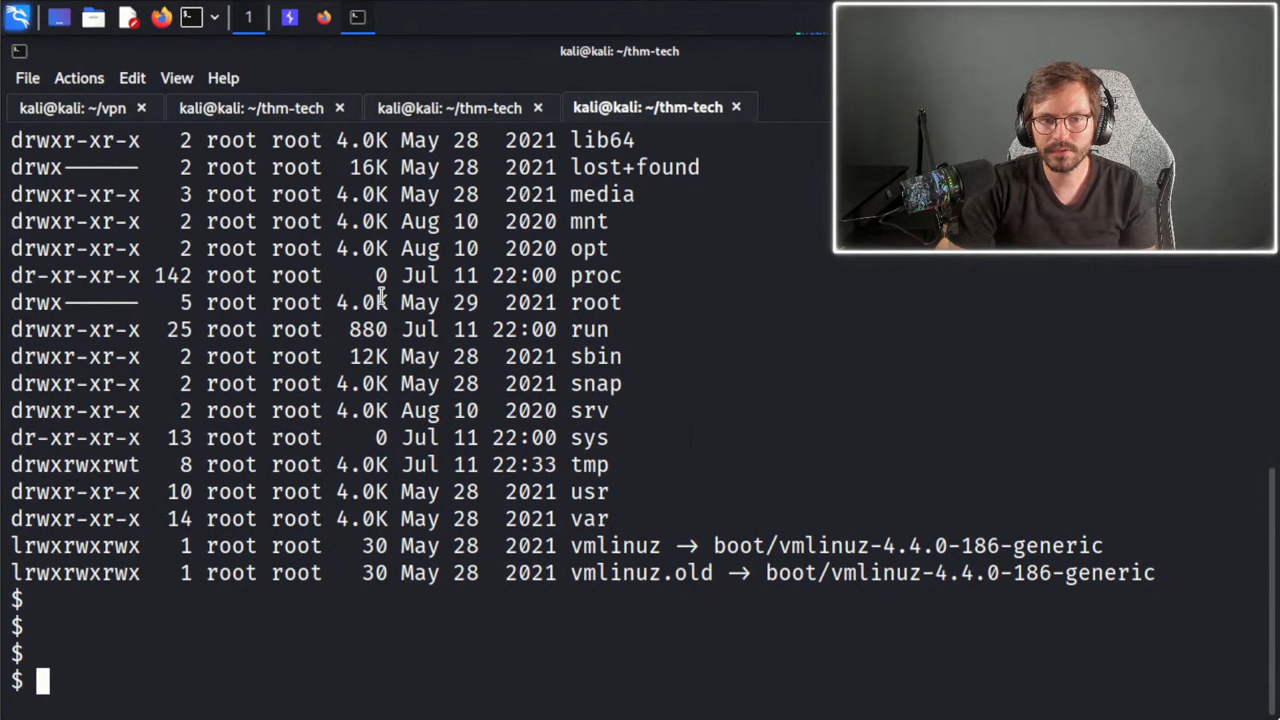 1
kali@kali: ~/thm-tech
File Actions Edit View Help
kali@kali: ~/vpn kali@kali: ~/thm-tech kali@kali: ~/thm-tech kali@kali: ~/thm-tech
drwxr-xr-x 2 root root 4.0K May 28 2021 lib64
drwx------ 2 root root 16K May 28 2021 lost+found
drwxr-xr-x 3 root root 4.0K May 28 2021 media
drwxr-xr-x 2 root root 4.0K Aug 10 2020 mnt
drwxr-xr-x 2 root root 4.0K Aug 10 2020 opt
dr-xr-xr-x 142 root root 0 Jul 11 22:00 proc
drwx------ 5 root root 4.0K May 29 2021 root
drwxr-xr-x 25 root root 880 Jul 11 22:00 run
drwxr-xr-x 2 root root 12K May 28 2021 sbin
drwxr-xr-x 2 root root 4.0K May 28 2021 snap
drwxr-xr-x 2 root root 4.0K Aug 10 2020 srv
dr-xr-xr-x 13 root root 0 Jul 11 22:00 sys
drwxrwxrwt 8 root root 4.0K Jul 11 22:33 tmp
drwxr-xr-x 10 root root 4.0K May 28 2021 usr
drwxr-xr-x 14 root root 4.0K May 28 2021 var
lrwxrwxrwx 1 root root 30 May 28 2021 vmlinuz -> boot/vmlinuz-4.4.0-186-generic
lrwxrwxrwx 1 root root 30 May 28 2021 vmlinuz.old -> boot/vmlinuz-4.4.0-186-generic
$
$
$
$